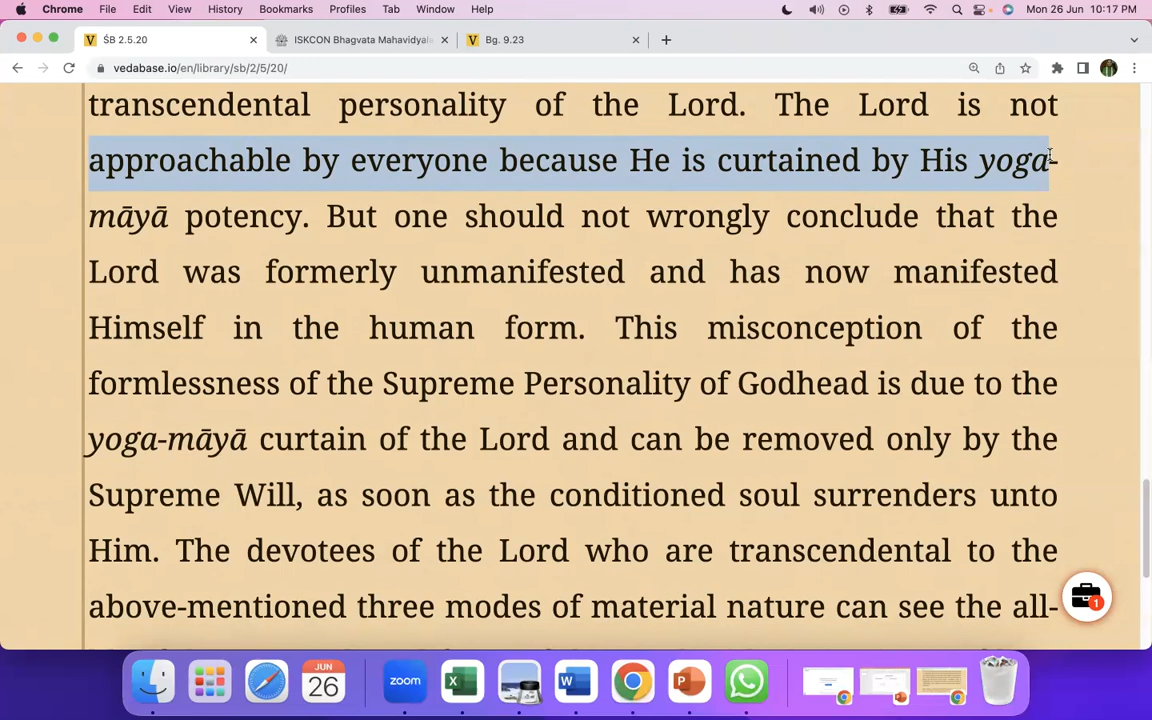 Chrome File Edit View History Bookmarks Profiles Tab Window Help Mon 26 Jun 10:17 PM
V ŚB 2.5.20 ISKCON Bhagvata Mahavidyale V Bg. 9.23
vedabase.io/en/library/sb/2/5/20/
transcendental personality of the Lord. The Lord is not
approachable by everyone because He is curtained by His yoga-
māyā potency. But one should not wrongly conclude that the
Lord was formerly unmanifested and has now manifested
Himself in the human form. This misconception of the
formlessness of the Supreme Personality of Godhead is due to the
yoga-māyā curtain of the Lord and can be removed only by the
Supreme Will, as soon as the conditioned soul surrenders unto
Him. The devotees of the Lord who are transcendental to the
above-mentioned three modes of material nature can see the all-
1
JUN
26
zoom
X
W
P